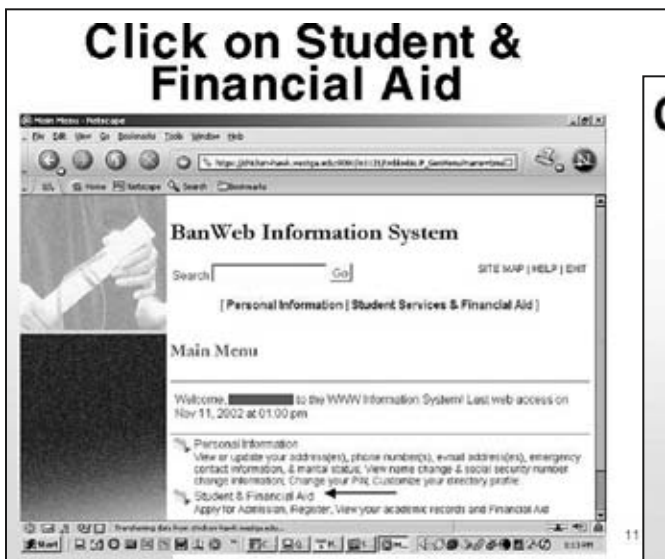 Click on Student &
Financial Aid
Main Menu - Netscape
File Edit View Go Bookmarks Tools Window Help
Home Netscape Search Bookmarks
BanWeb Information System
Search Go SITE MAP | HELP | EXIT
[ Personal Information | Student Services & Financial Aid ]
Main Menu
Welcome, to the WWW Information System! Last web access on
Nov 11, 2002 at 01:00 pm
Personal Information
View or update your address(es), phone number(s), e-mail address(es), emergency
contact information, & marital status; View name change & social security number
change information; Change your PIN; Customize your directory profile.
Student & Financial Aid
Apply for Admission, Register, View your academic records and Financial Aid
Transferring data from
Start
11